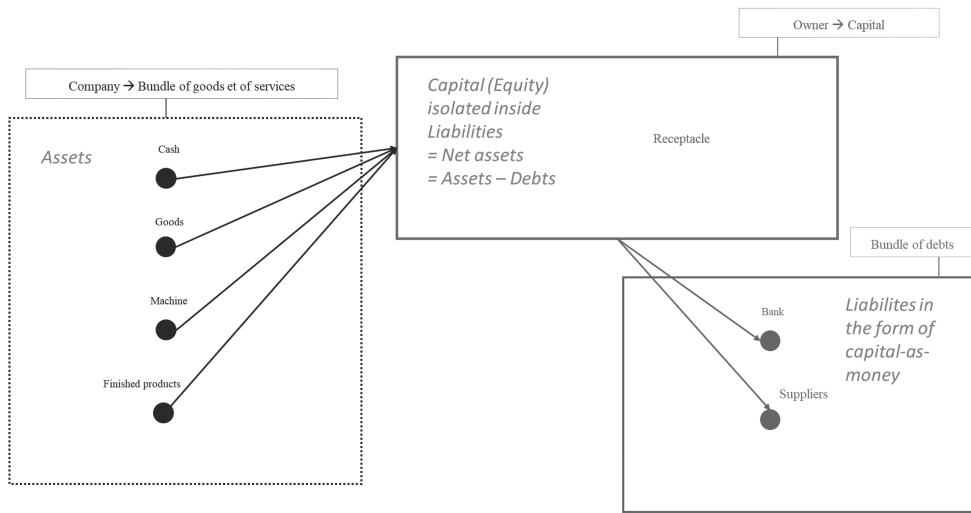 Owner → Capital
Company → Bundle of goods et of services
Capital (Equity)
isolated inside
Liabilities
= Net assets
= Assets – Debts
Receptacle
Assets
Cash
Goods
Machine
Finished products
Bundle of debts
Bank
Suppliers
Liabilites in
the form of
capital-as-
money